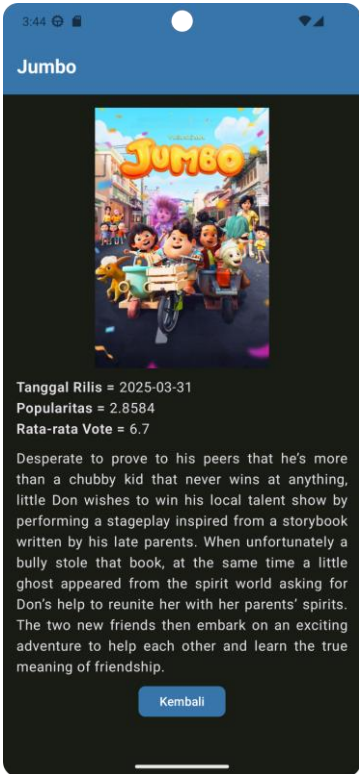 3:44
Jumbo
JUMBO
Tanggal Rilis = 2025-03-31
Popularitas = 2.8584
Rata-rata Vote = 6.7
Desperate to prove to his peers that he's more
than a chubby kid that never wins at anything,
little Don wishes to win his local talent show by
performing a stageplay inspired from a storybook
written by his late parents. When unfortunately a
bully stole that book, at the same time a little
ghost appeared from the spirit world asking for
Don's help to reunite her with her parents' spirits.
The two new friends then embark on an exciting
adventure to help each other and learn the true
meaning of friendship.
Kembali